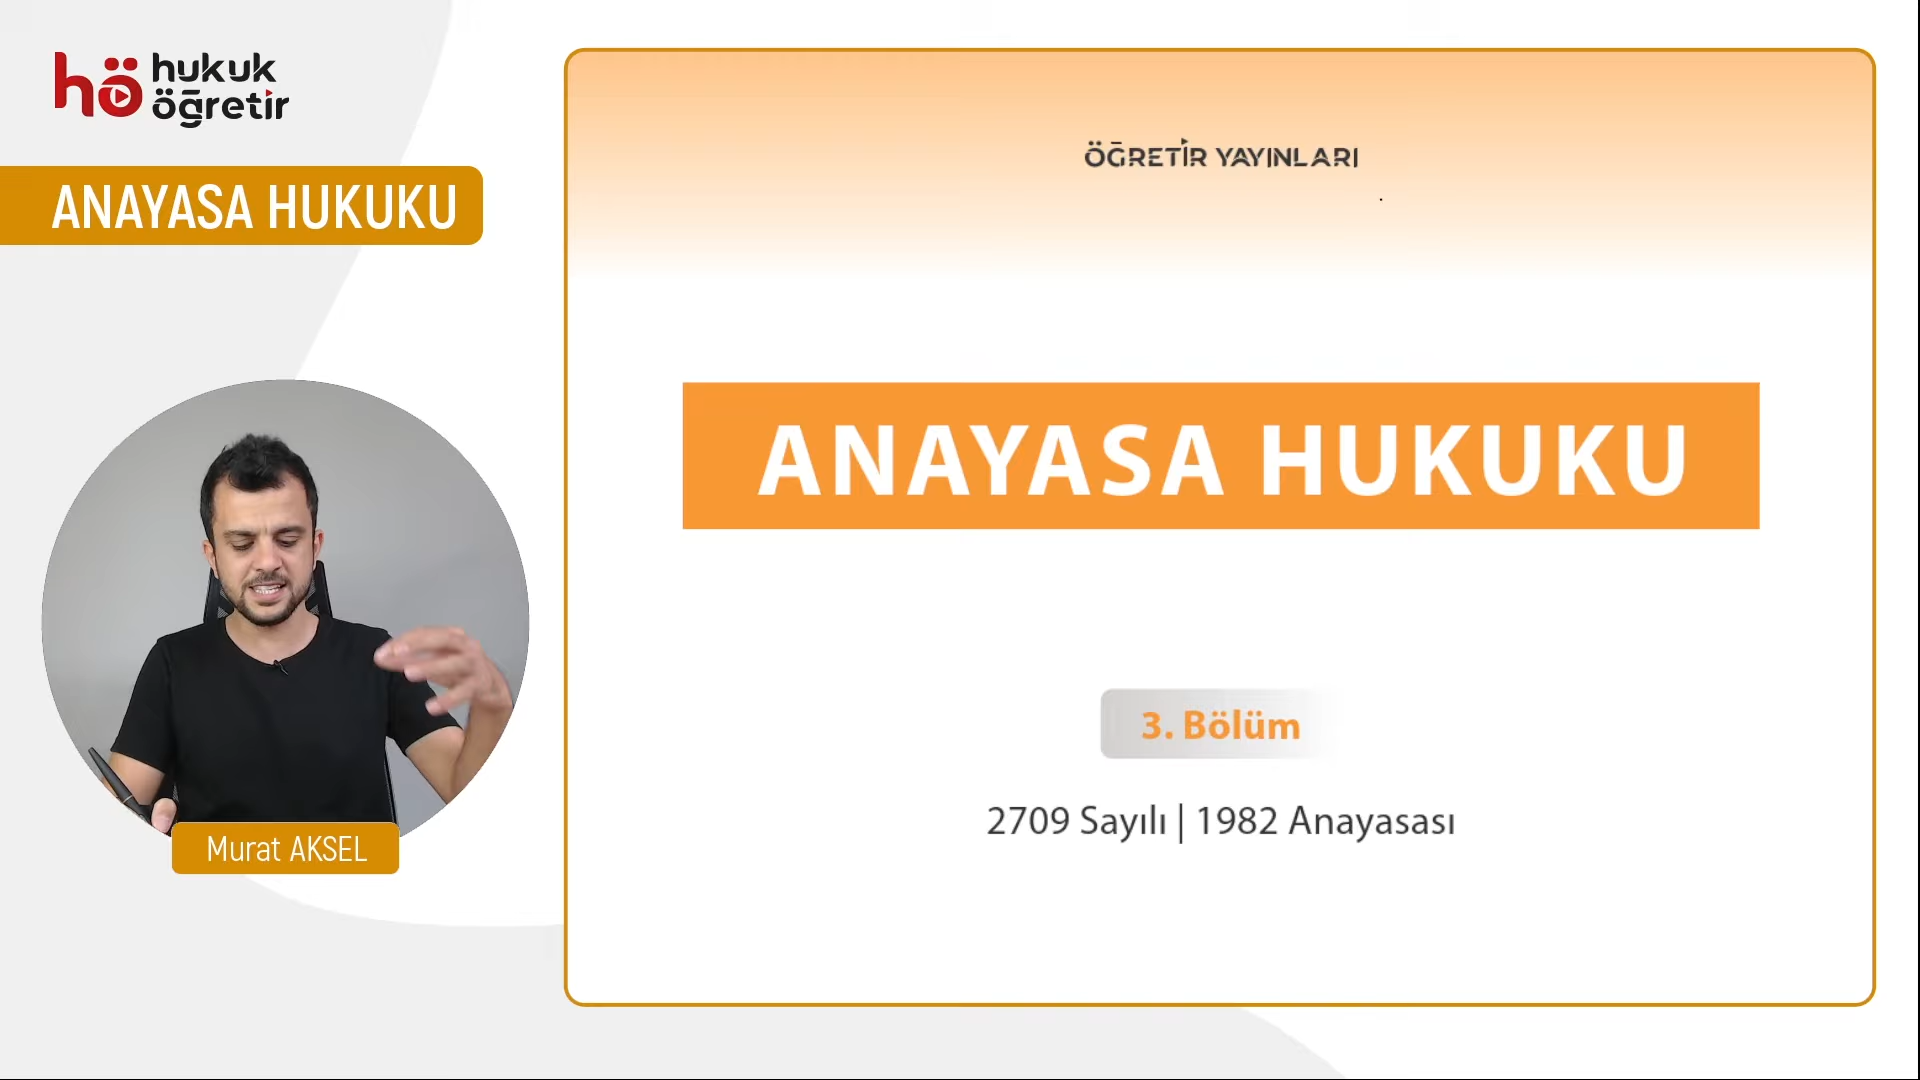 hö hukuk
öğretir
ANAYASA HUKUKU
Murat AKSEL
ÖĞRETİR YAYINLARI
ANAYASA HUKUKU
3. Bölüm
2709 Sayılı | 1982 Anayasası